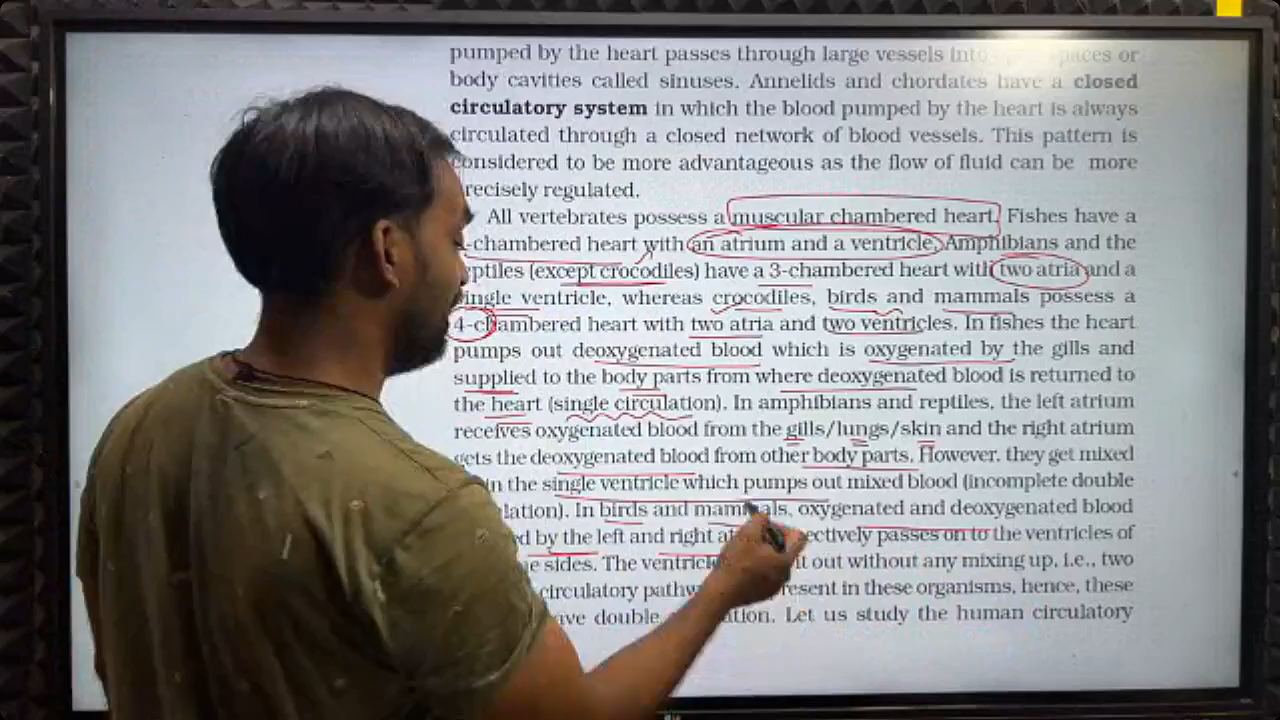 pumped by the heart passes through large vessels into spaces or
body cavities called sinuses. Annelids and chordates have a closed
circulatory system in which the blood pumped by the heart is always
circulated through a closed network of blood vessels. This pattern is
considered to be more advantageous as the flow of fluid can be more
precisely regulated.
All vertebrates possess a muscular chambered heart. Fishes have a
-chambered heart with an atrium and a ventricle. Amphibians and the
reptiles (except crocodiles) have a 3-chambered heart with two atria and a
single ventricle, whereas crocodiles, birds and mammals possess a
4-chambered heart with two atria and two ventricles. In fishes the heart
pumps out deoxygenated blood which is oxygenated by the gills and
supplied to the body parts from where deoxygenated blood is returned to
the heart (single circulation). In amphibians and reptiles, the left atrium
receives oxygenated blood from the gills/lungs/skin and the right atrium
gets the deoxygenated blood from other body parts. However, they get mixed
in the single ventricle which pumps out mixed blood (incomplete double
In birds and mammals, oxygenated and deoxygenated blood
by the left and right passes on to the ventricles of
sides. The out without any mixing up, i.e., two
circulatory present in these organisms, hence, these
double Let us study the human circulatory